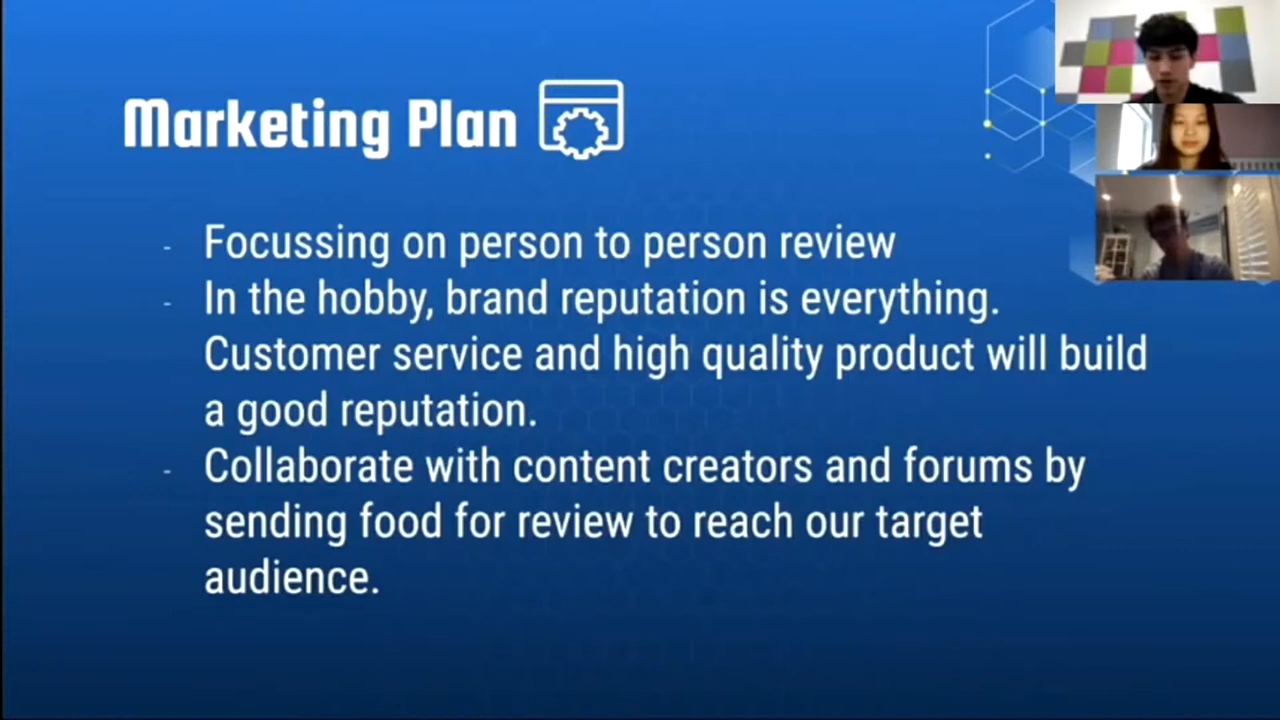 Marketing Plan
- Focussing on person to person review
- In the hobby, brand reputation is everything.
Customer service and high quality product will build
a good reputation.
- Collaborate with content creators and forums by
sending food for review to reach our target
audience.